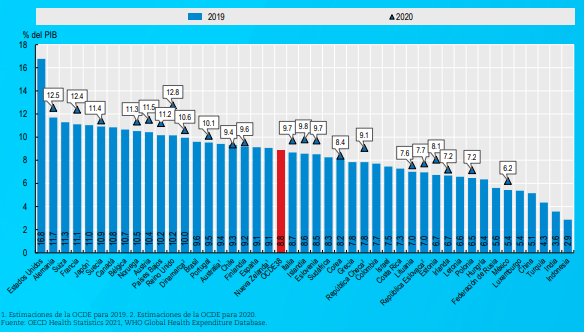 2019 2020
% del PIB
18
16
14
12
10
8
6
4
2
0
12.5 12.4 11.4 11.3 11.5 11.2 12.8 10.6 10.1 9.4 9.6 9.7 9.8 9.7 8.4 9.1 7.6 7.7 8.1 7.2 7.2 6.2
16.8 11.7 11.3 11.1 11.0 10.9 10.8 10.7 10.5 10.4 10.2 10.2 10.0 9.6 9.5 9.4 9.3 9.2 9.1 9.1 8.8 8.7 8.6 8.5 8.3 8.2 7.8 7.8 7.7 7.5 7.3 7.0 7.0 6.7 6.7 6.6 6.5 6.4 5.6 5.4 5.4 5.1 4.3 3.6 2.9
Estados Unidos
Alemania
Suiza
Francia
Japón¹
Suecia
Canada
Bélgica
Noruega
Austria
Países Bajos
Reino Unido
Dinamarca
Brasil
Portugal
Australia¹
Chile
Finlandia
España
Nueva Zelanda
OCDE38
Italia
Islandia
Eslovenia
Sudáfrica
Corea
Grecia
República Checa
Colombia
Israel
Costa Rica
Lituania
República Eslovaca
Estonia
Irlanda
Letonia
Polonia
Hungría
Federación de Rusia
México
Luxemburgo
China
Turquía
India
Indonesia
1. Estimaciones de la OCDE para 2019. 2. Estimaciones de la OCDE para 2020.
Fuente: OECD Health Statistics 2021, WHO Global Health Expenditure Database.